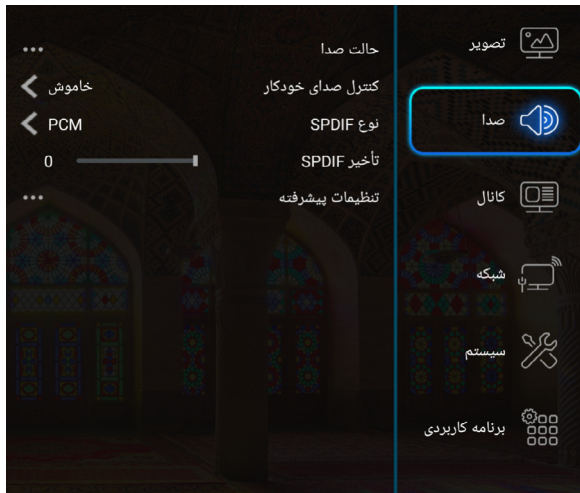 تصویر
صدا
کانال
شبکه
سیستم
برنامه کاربردی
حالت صدا
کنترل صدای خودکار خاموش
نوع SPDIF PCM
تأخیر SPDIF 0
تنظیمات پیشرفته